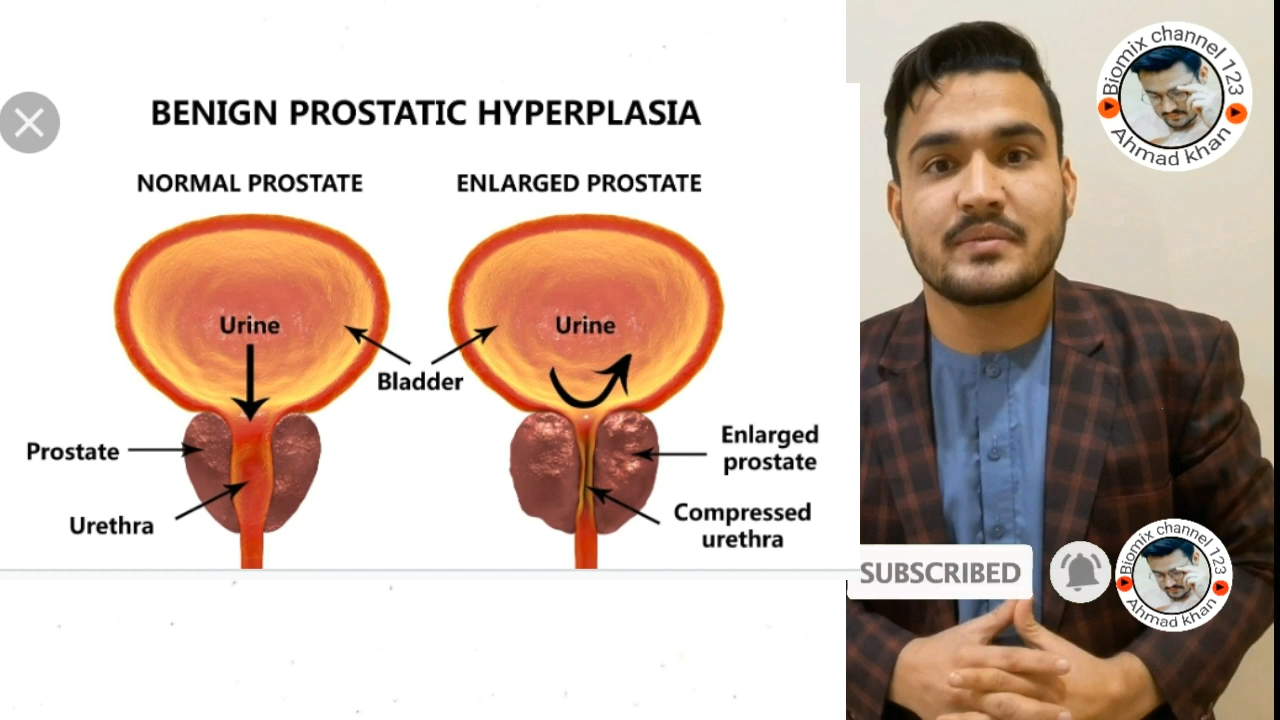 BENIGN PROSTATIC HYPERPLASIA
NORMAL PROSTATE
ENLARGED PROSTATE
Urine
Urine
Bladder
Prostate
Urethra
Enlarged
prostate
Compressed
urethra
Biomix channel 123
Ahmad khan
SUBSCRIBED
Biomix channel 123
Ahmad khan